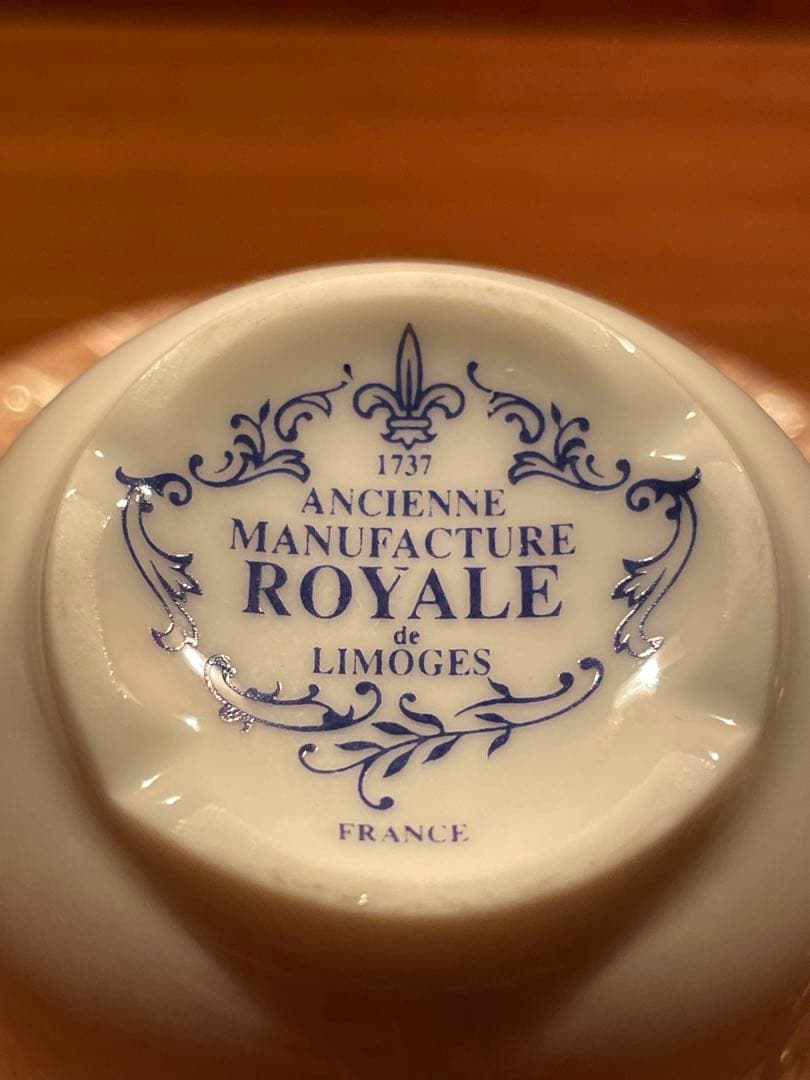 1737
ANCIENNE
MANUFACTURE
ROYALE
de
LIMOGES
FRANCE